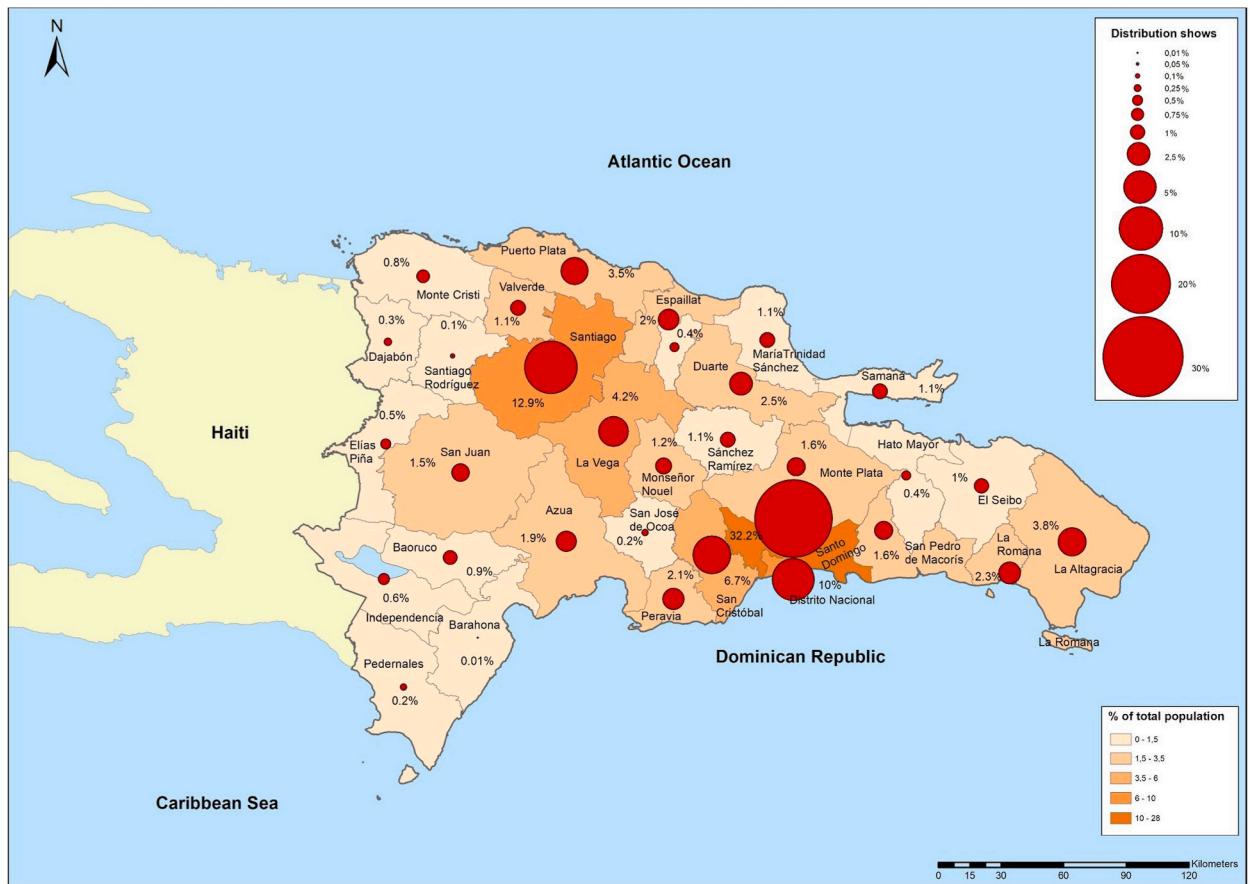 N
Distribution shows
0,01%
0,05%
0,1%
0,25%
0,5%
0,75%
1%
2,5%
5%
10%
20%
30%
Atlantic Ocean
Puerto Plata
3.5%
0.8%
Monte Cristi
Valverde
1.1%
Espaillat
2%
0.4%
1.1%
MaríaTrinidad
Sánchez
0.3%
Dajabón
0.1%
Santiago
Rodríguez
Santiago
12.9%
Duarte
2.5%
Samaná
1.1%
4.2%
La Vega
0.5%
Elías
Piña
Haiti
San Juan
1.5%
1.2%
Monseñor
Nouel
1.1%
Sánchez
Ramírez
1.6%
Monte Plata
Hato Mayor
0.4%
1%
El Seibo
Azua
1.9%
San José
de Ocoa
0.2%
32.2%
Santo
Domingo
1.6%
San Pedro
de Macorís
La
Romana
2.3%
3.8%
La Altagracia
Baoruco
0.9%
0.6%
Independencía
2.1%
Peravia
6.7%
San
Cristóbal
10%
Distrito Nacional
Barahona
0.01%
Pedernales
0.2%
La Romana
Dominican Republic
Caribbean Sea
% of total population
0 - 1,5
1,5 - 3,5
3,5 - 6
6 - 10
10 - 28
Kilometers
0 15 30 60 90 120